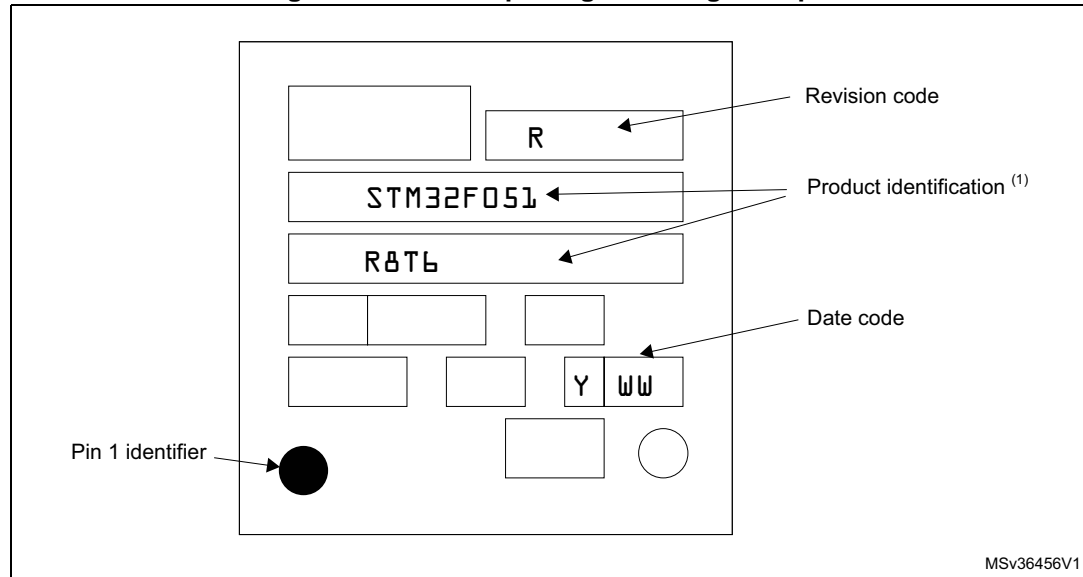 Revision code
R
Product identification (1)
STM32F051
R8T6
Date code
Y WW
Pin 1 identifier
MSv36456V1